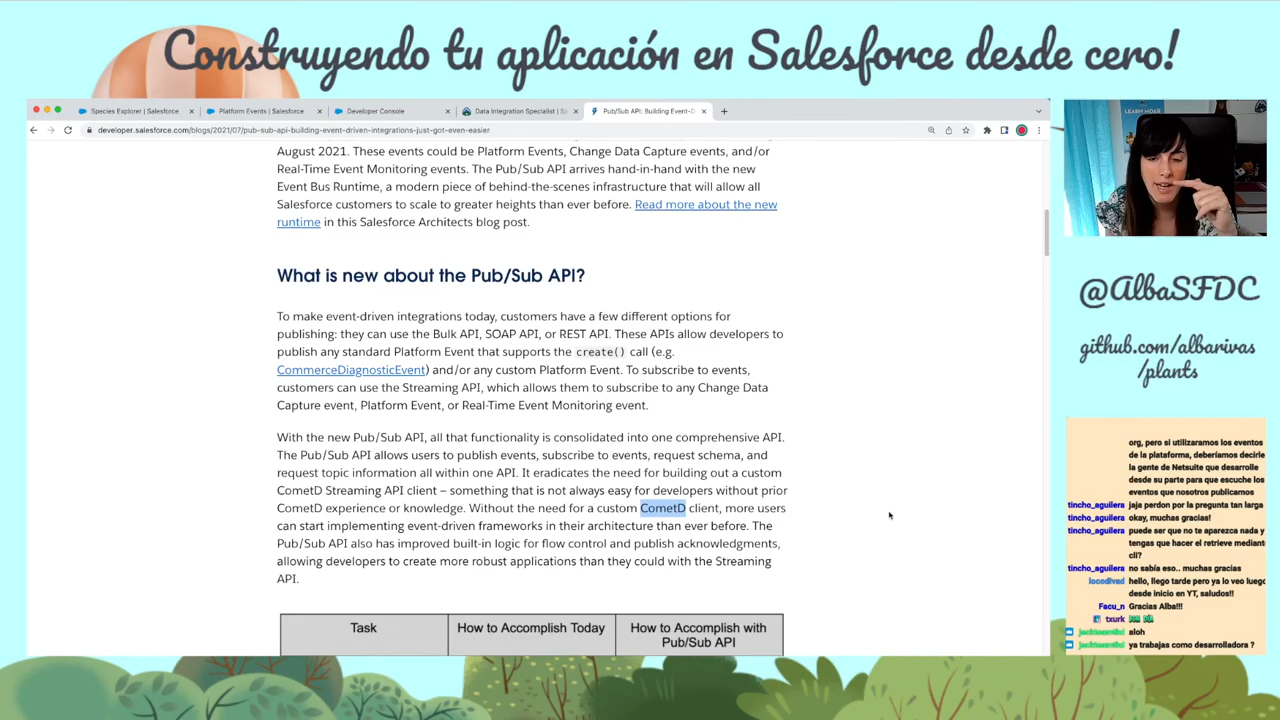 Construyendo tu aplicación en Salesforce desde cero!
Species Explorer | Salesforce
Platform Events | Salesforce
Developer Console
Data Integration Specialist | Sa
Pub/Sub API: Building Event-D
developer.salesforce.com/blogs/2021/07/pub-sub-api-building-event-driven-integrations-just-got-even-easier
August 2021. These events could be Platform Events, Change Data Capture events, and/or
Real-Time Event Monitoring events. The Pub/Sub API arrives hand-in-hand with the new
Event Bus Runtime, a modern piece of behind-the-scenes infrastructure that will allow all
Salesforce customers to scale to greater heights than ever before. Read more about the new
runtime in this Salesforce Architects blog post.
What is new about the Pub/Sub API?
To make event-driven integrations today, customers have a few different options for
publishing: they can use the Bulk API, SOAP API, or REST API. These APIs allow developers to
publish any standard Platform Event that supports the create() call (e.g.
CommerceDiagnosticEvent) and/or any custom Platform Event. To subscribe to events,
customers can use the Streaming API, which allows them to subscribe to any Change Data
Capture event, Platform Event, or Real-Time Event Monitoring event.
With the new Pub/Sub API, all that functionality is consolidated into one comprehensive API.
The Pub/Sub API allows users to publish events, subscribe to events, request schema, and
request topic information all within one API. It eradicates the need for building out a custom
CometD Streaming API client – something that is not always easy for developers without prior
CometD experience or knowledge. Without the need for a custom CometD client, more users
can start implementing event-driven frameworks in their architecture than ever before. The
Pub/Sub API also has improved built-in logic for flow control and publish acknowledgments,
allowing developers to create more robust applications than they could with the Streaming
API.
Task
How to Accomplish Today
How to Accomplish with
Pub/Sub API
@AlbaSFDC
github.com/albarivas
/plants
org, pero si utilizaramos los eventos
de la plataforma, deberíamos decirle
la gente de Netsuite que desarrolle
desde su parte para que escuche los
eventos que nosotros publicamos
tincho_aguilera jaja perdon por la pregunta tan larga
tincho_aguilera okay, muchas gracias!
tincho_aguilera puede ser que no te aparezca nada y
tengas que hacer el retrieve mediant
cli?
tincho_aguilera no sabía eso.. muchas gracias
locodivad hello, llego tarde pero ya lo veo luego
desde inicio en YT, saludos!!
Facu_n Gracias Alba!!!
txurk
aloh
ya trabajas como desarrolladora ?